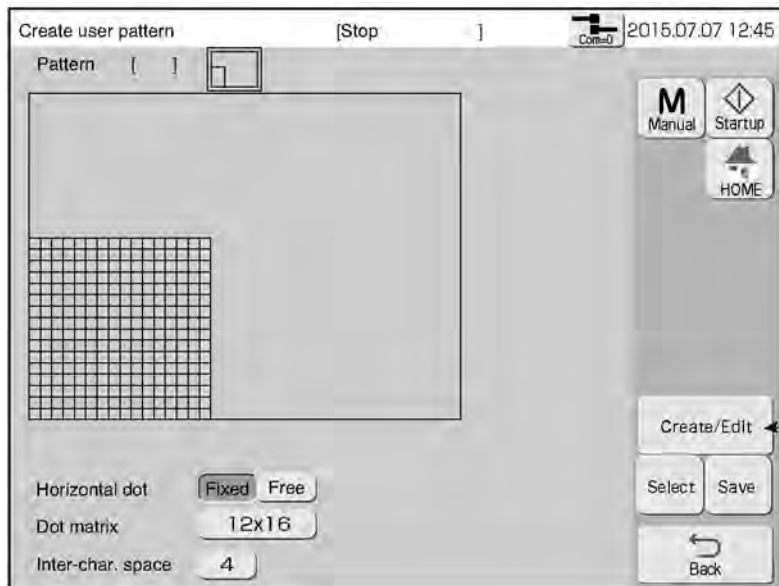 Create user pattern [Stop ] Com=0 2015.07.07 12:45
Pattern [ ]
M
Manual Startup
HOME
Create/Edit
Horizontal dot Fixed Free Select Save
Dot matrix 12x16
Inter-char. space 4 Back